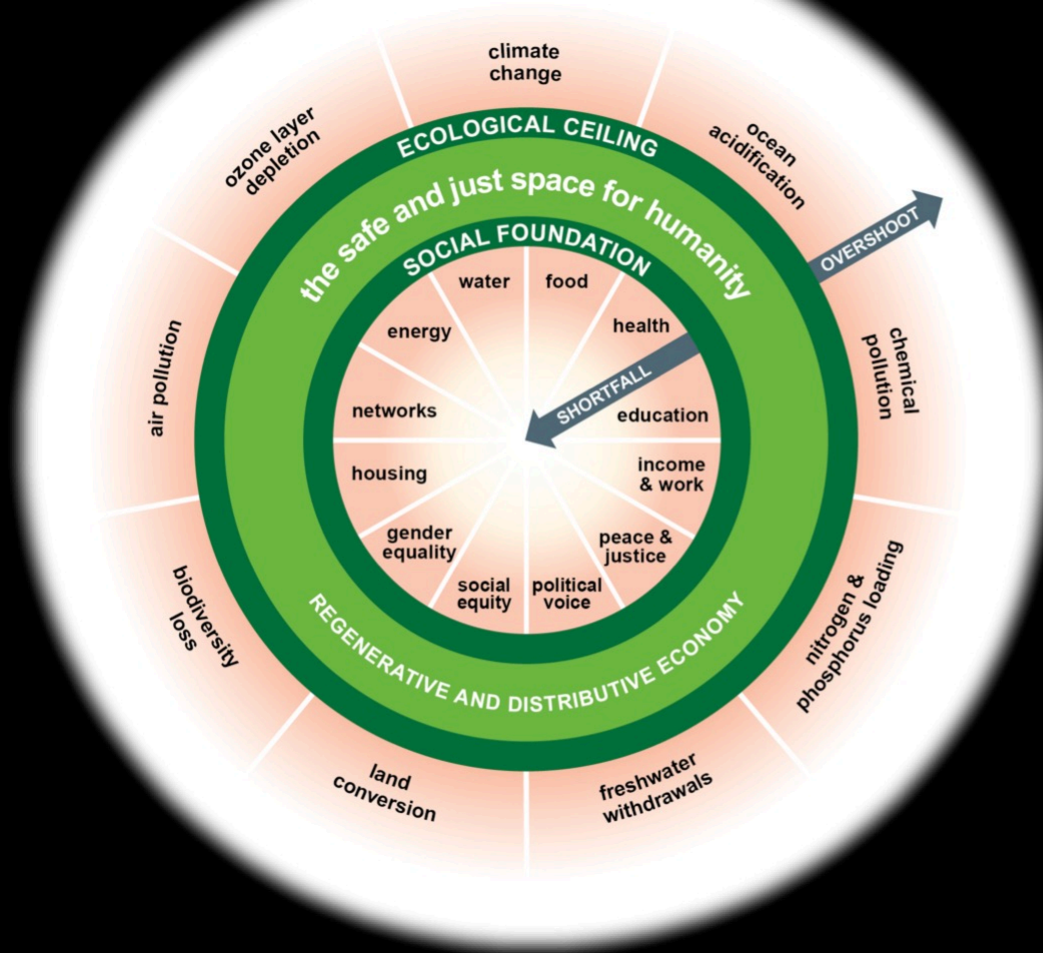 climate
change
ozone layer
depletion
ocean
acidification
ECOLOGICAL CEILING
the safe and just space for humanity
OVERSHOOT
SOCIAL FOUNDATION
water
food
energy
health
SHORTFALL
air pollution
chemical
pollution
networks
education
housing
income
& work
gender
equality
peace &
justice
social
equity
political
voice
REGENERATIVE AND DISTRIBUTIVE ECONOMY
biodiversity
loss
nitrogen &
phosphorus loading
land
conversion
freshwater
withdrawals